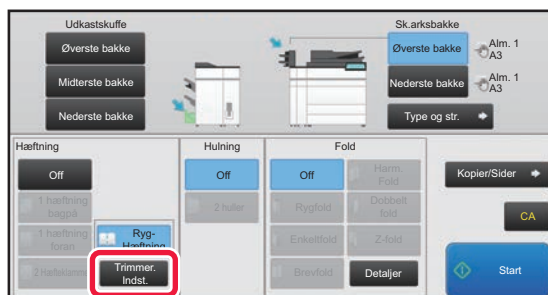 Udkastskuffe
Øverste bakke
Midterste bakke
Nederste bakke
Sk.arksbakke
Øverste bakke
Alm. 1
A3
Nederste bakke
Alm. 1
A3
Type og str.
Hæftning
Off
1 hæftning
bagpå
1 hæftning
foran
2 Hæfteklammer
Ryg-
Hæftning
Trimmer.
Indst.
Hulning
Off
2 huller
Fold
Off
Harm.
Fold
Rygfold
Dobbelt
fold
Enkeltfold
Z-fold
Brevfold
Detaljer
Kopier/Sider
CA
Start